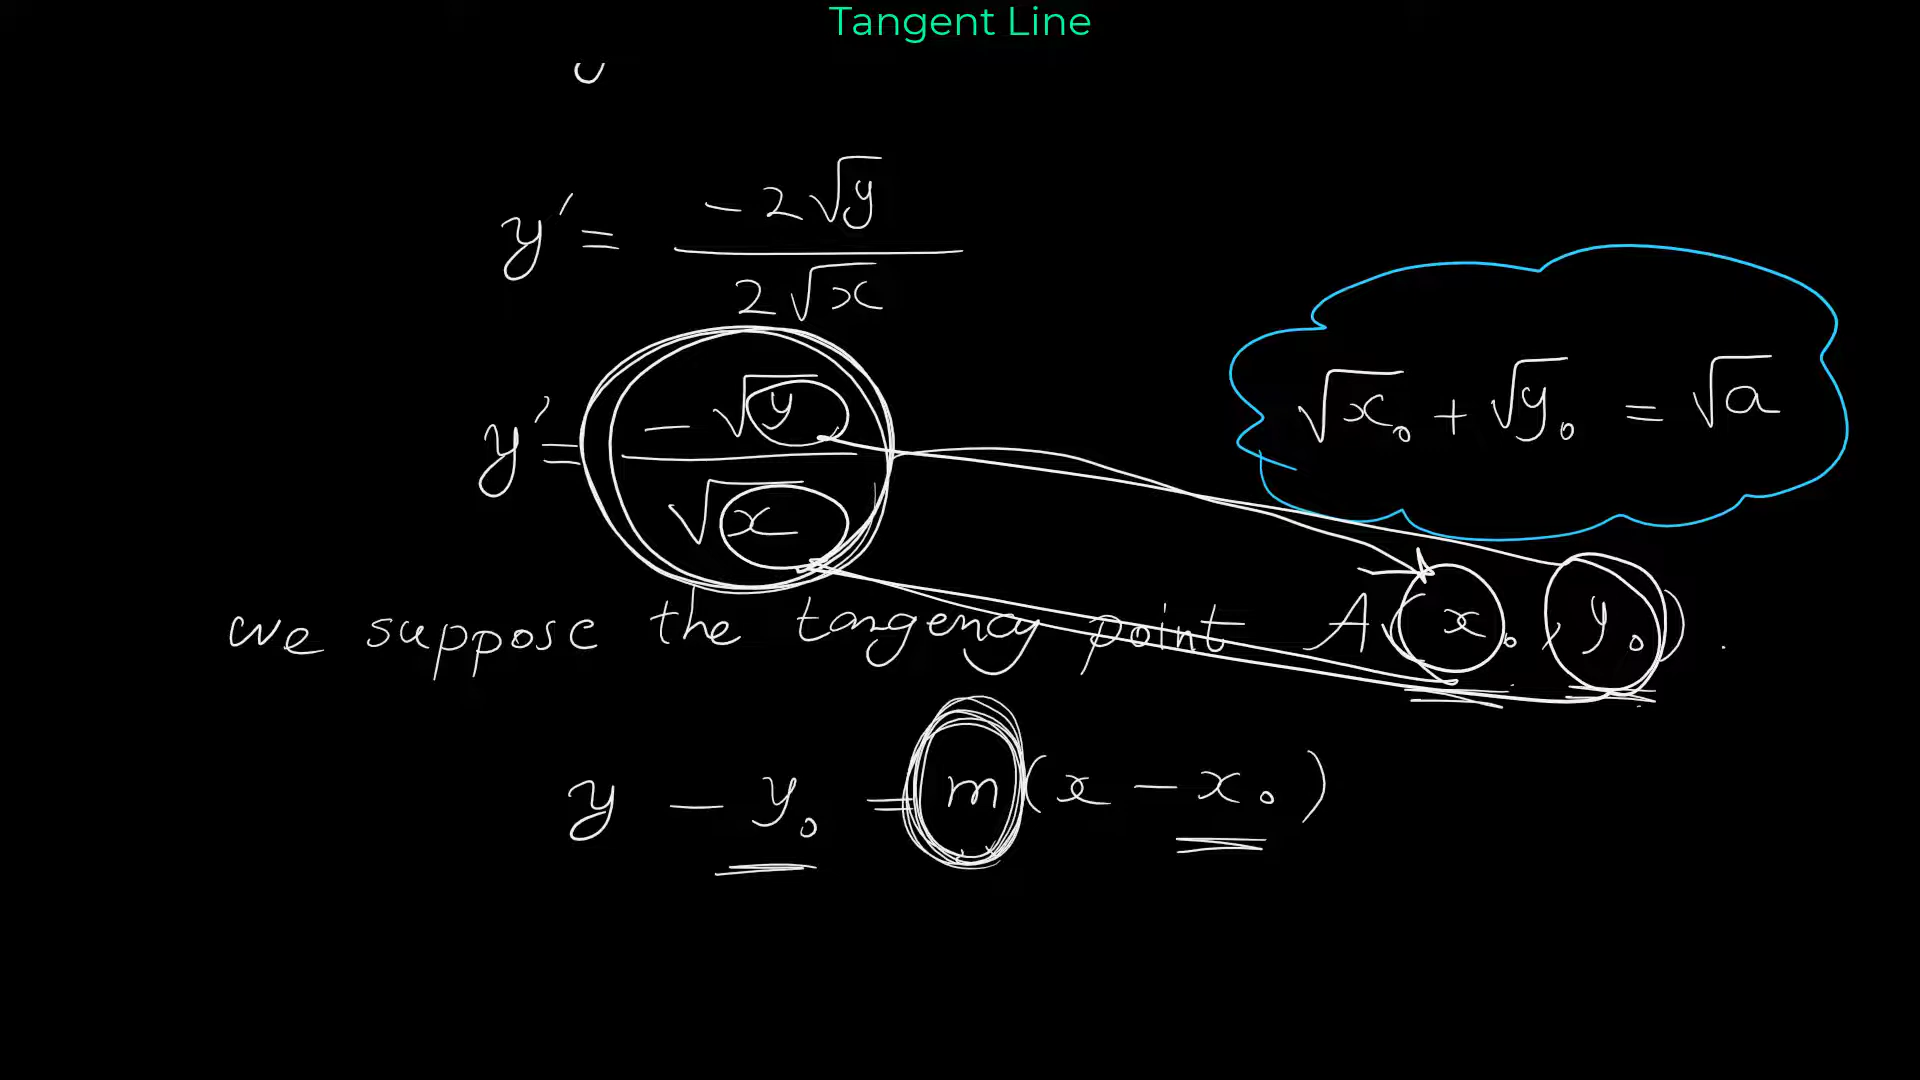 Tangent Line
y' = -2√y / 2√x
y' = -√y / √x
√x₀ + √y₀ = √a
we suppose the tangency point A(x₀, y₀).
y - y₀ = m(x - x₀)